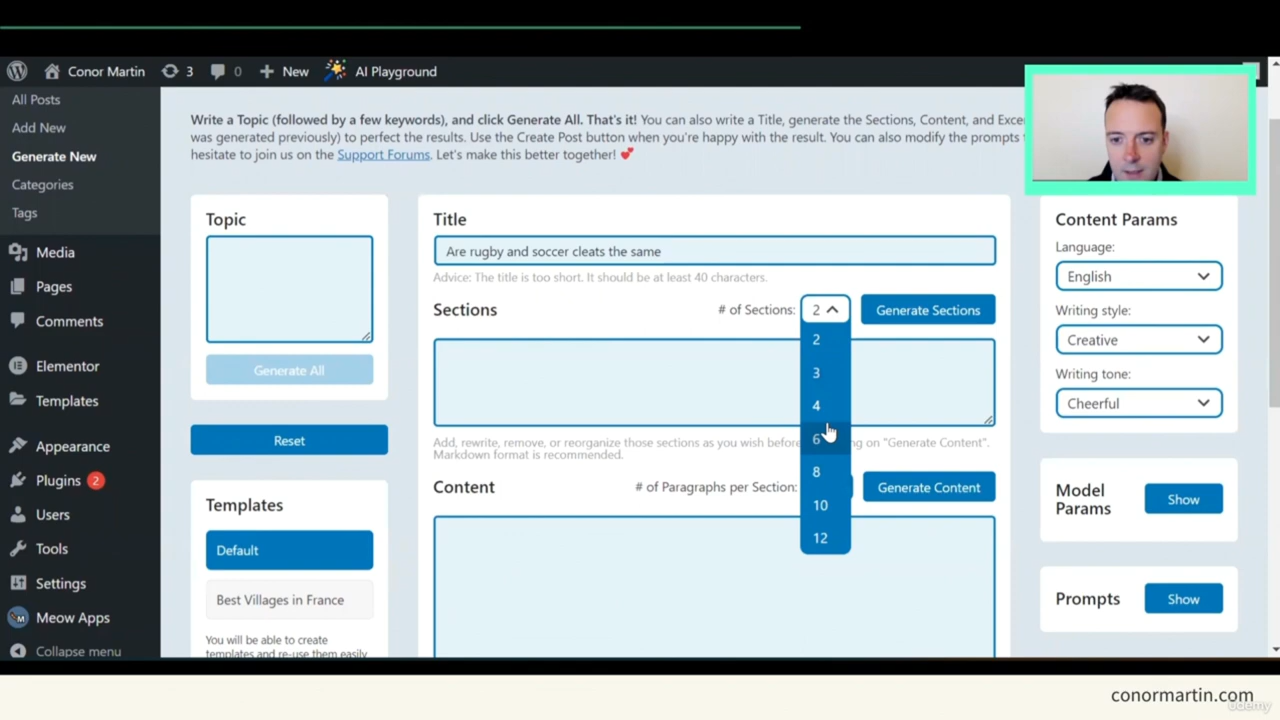 Conor Martin
3
0
New
AI Playground
All Posts
Add New
Generate New
Categories
Tags
Media
Pages
Comments
Elementor
Templates
Appearance
Plugins 2
Users
Tools
Settings
Meow Apps
Collapse menu
Write a Topic (followed by a few keywords), and click Generate All. That's it! You can also write a Title, generate the Sections, Content, and
was generated previously) to perfect the results. Use the Create Post button when you're happy with the result. You can also modify the prompts
hesitate to join us on the Support Forums. Let's make this better together! 💕
Topic
Generate All
Reset
Templates
Default
Best Villages in France
You will be able to create
templates and re-use them easily
Title
Are rugby and soccer cleats the same
Advice: The title is too short. It should be at least 40 characters.
Sections
# of Sections:
2
Generate Sections
2
3
4
6
8
10
12
Add, rewrite, remove, or reorganize those sections as you wish before on "Generate Content".
Markdown format is recommended.
Content
# of Paragraphs per Section:
Generate Content
Content Params
Language:
English
Writing style:
Creative
Writing tone:
Cheerful
Model
Params
Show
Prompts
Show
conormartin.com
udemy